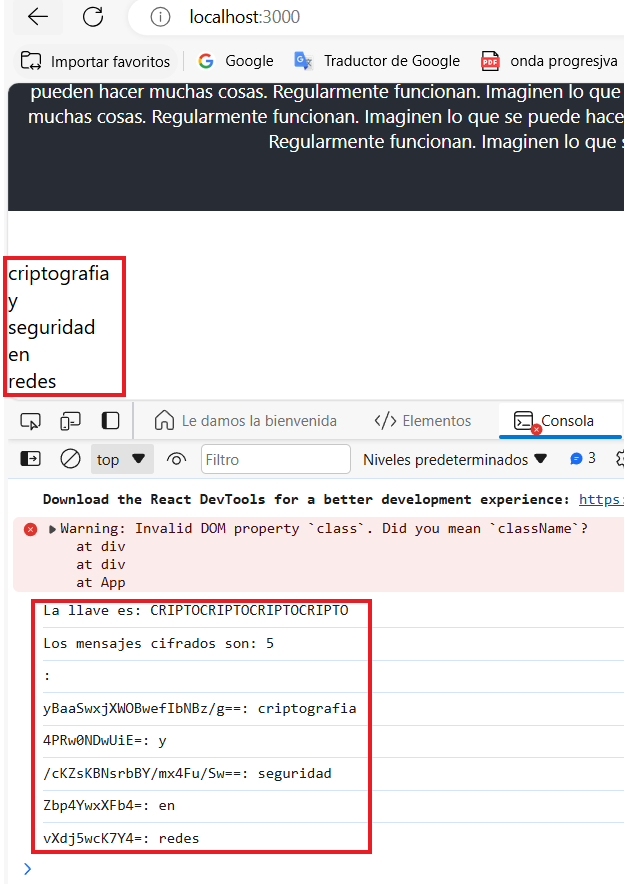 localhost:3000
Importar favoritos Google Traductor de Google PDF onda progresjva
pueden hacer muchas cosas. Regularmente funcionan. Imaginen lo que
muchas cosas. Regularmente funcionan. Imaginen lo que se puede hace
Regularmente funcionan. Imaginen lo que s
criptografia
y
seguridad
en
redes
Le damos la bienvenida </> Elementos Consola
top Filtro Niveles predeterminados 3
Download the React DevTools for a better development experience: https:
Warning: Invalid DOM property `class`. Did you mean `className`?
at div
at div
at App
La llave es: CRIPTOCRIPTOCRIPTOCRIPTO
Los mensajes cifrados son: 5
:
yBaaSwxjXWOBwefIbNBz/g==: criptografia
4PRw0NDwUiE=: y
/cKZsKBNsrbBY/mx4Fu/Sw==: seguridad
Zbp4YwxXFb4=: en
vXdj5wcK7Y4=: redes